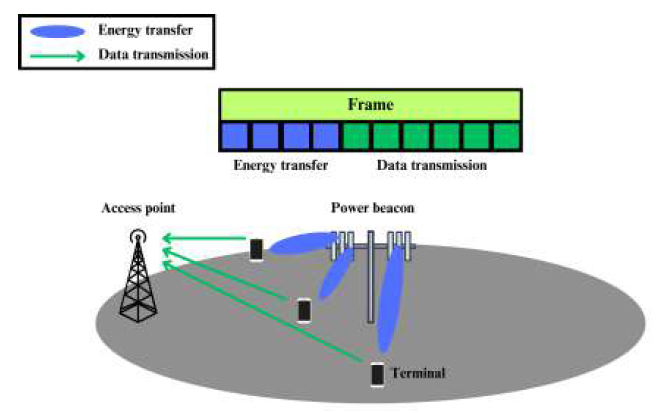 Energy transfer
Data transmission
Frame
Energy transfer
Data transmission
Access point
Power beacon
Terminal